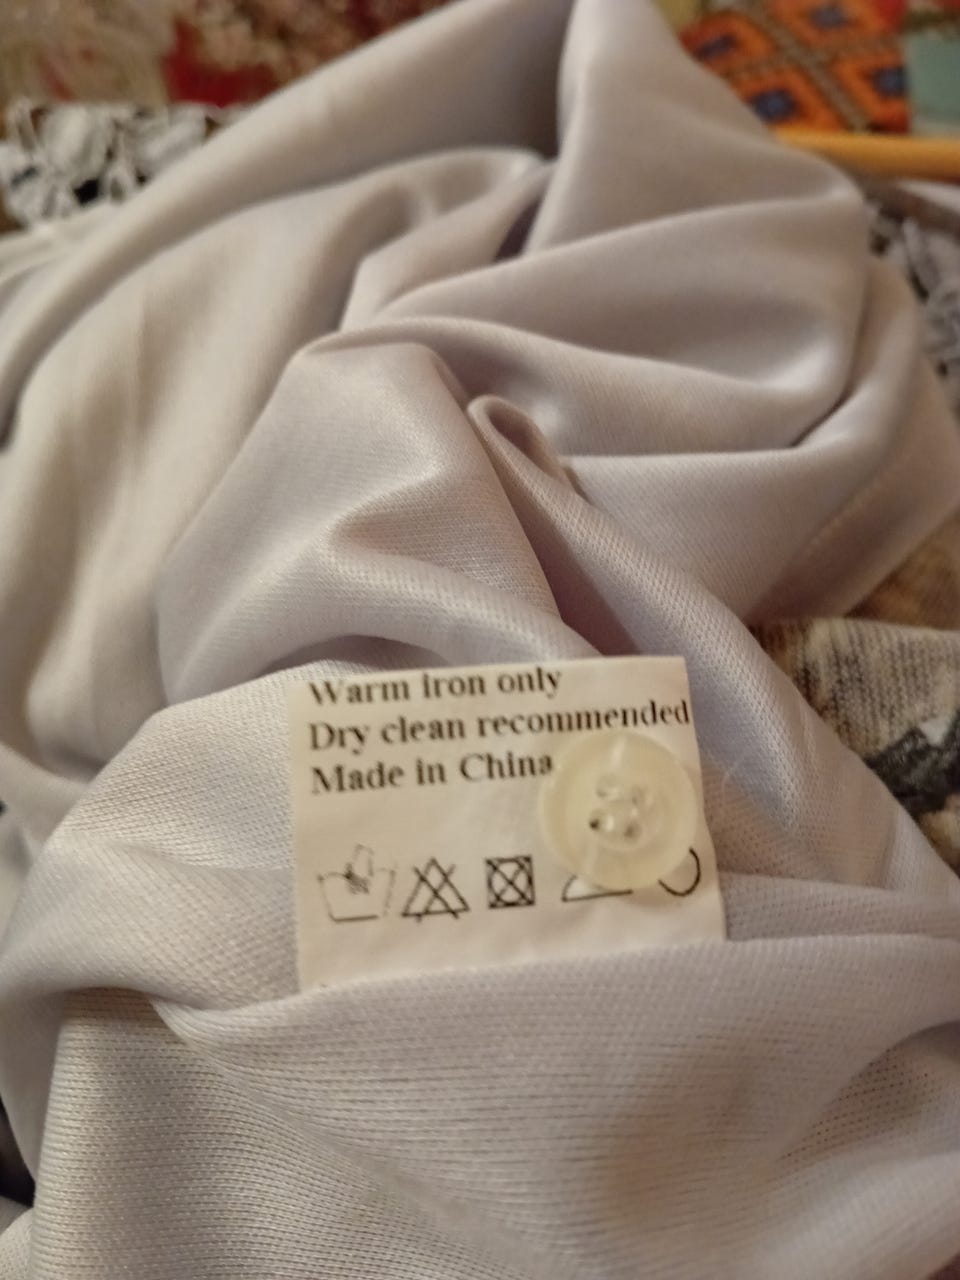 Warm iron only
Dry clean recommended
Made in China